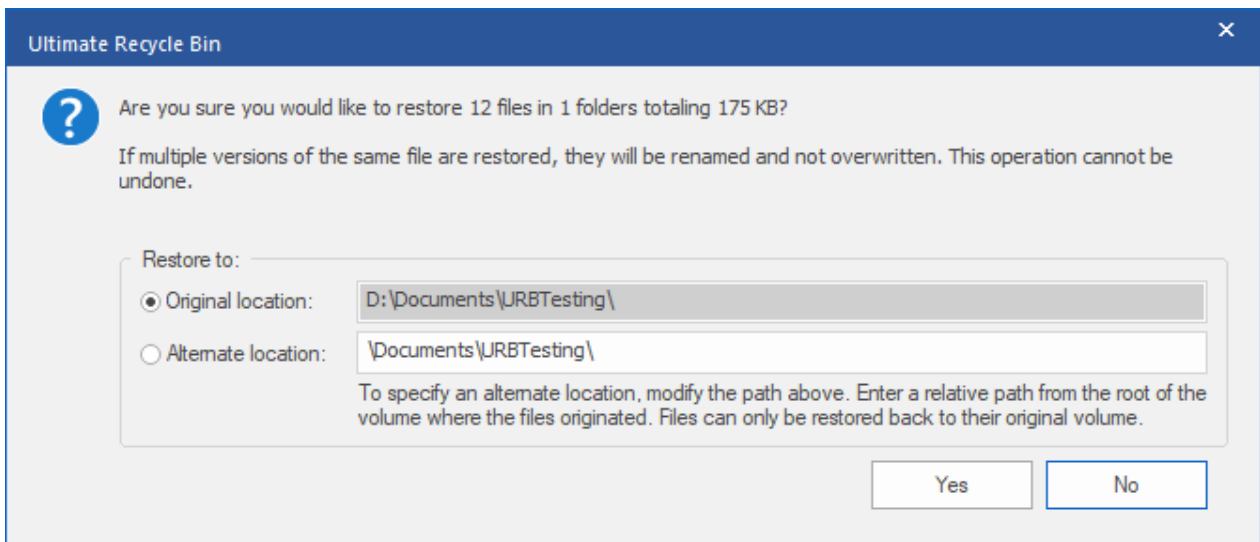 Ultimate Recycle Bin
Are you sure you would like to restore 12 files in 1 folders totaling 175 KB?
If multiple versions of the same file are restored, they will be renamed and not overwritten. This operation cannot be
undone.
Restore to:
Original location: D:\Documents\URBTesting\
Alternate location: \Documents\URBTesting\
To specify an alternate location, modify the path above. Enter a relative path from the root of the
volume where the files originated. Files can only be restored back to their original volume.
Yes No